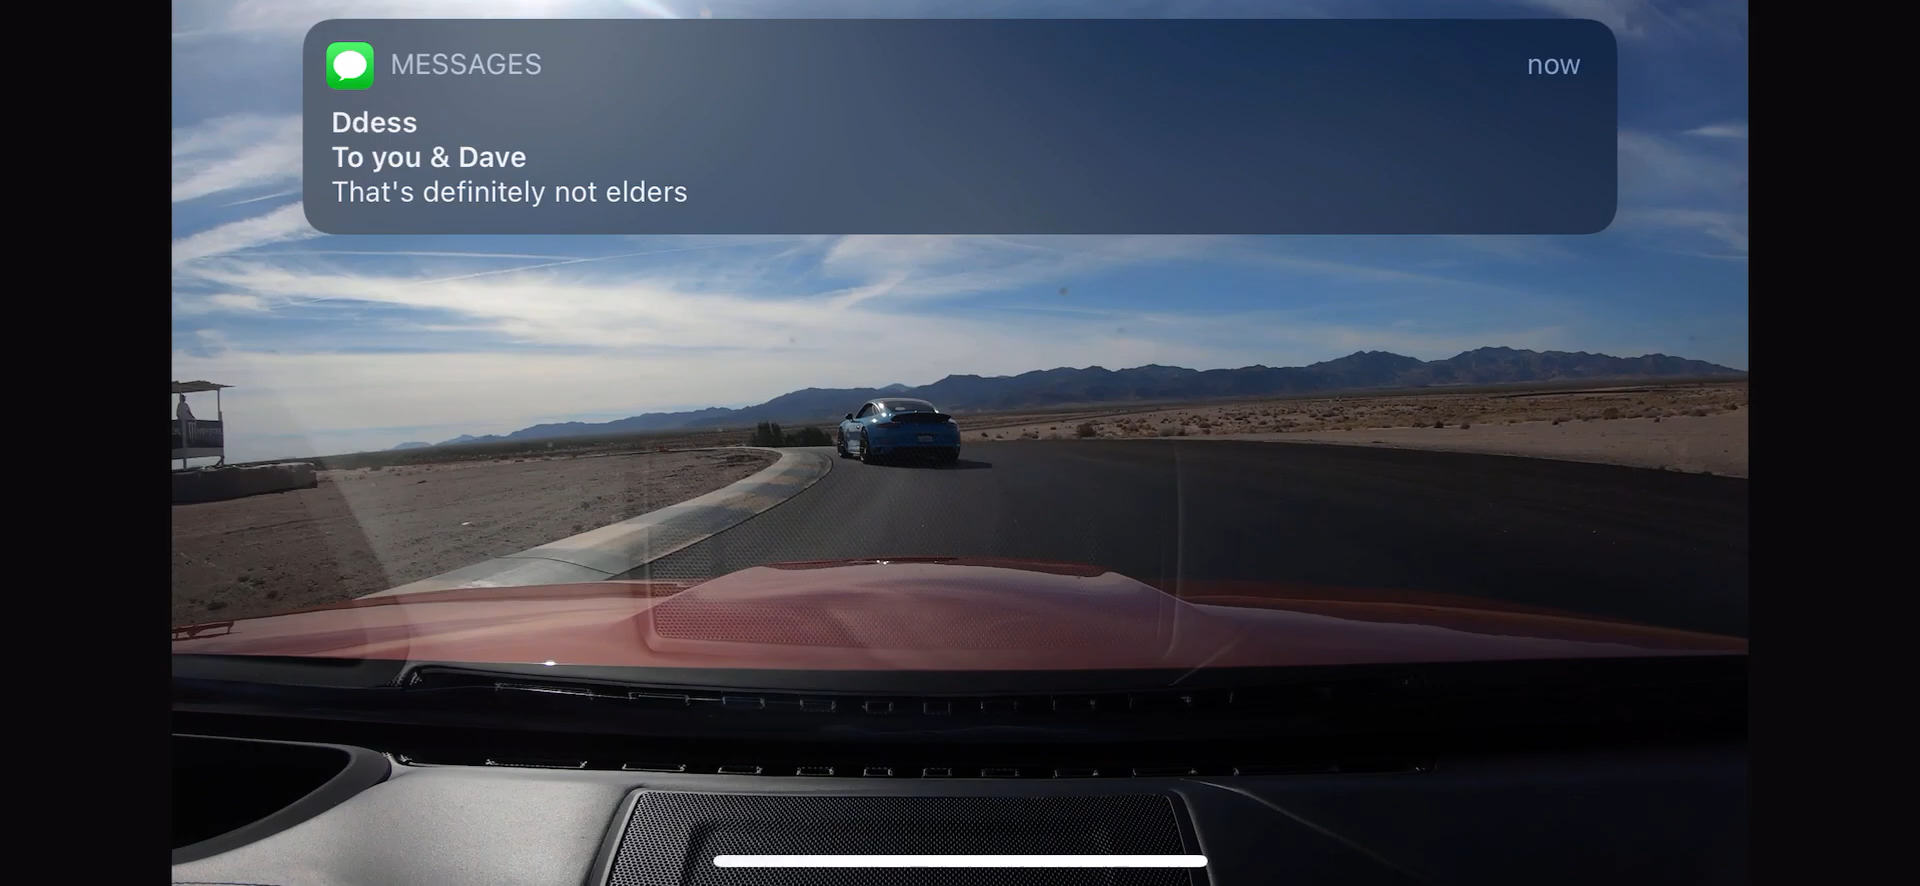 MESSAGES
now
Ddess
To you & Dave
That's definitely not elders